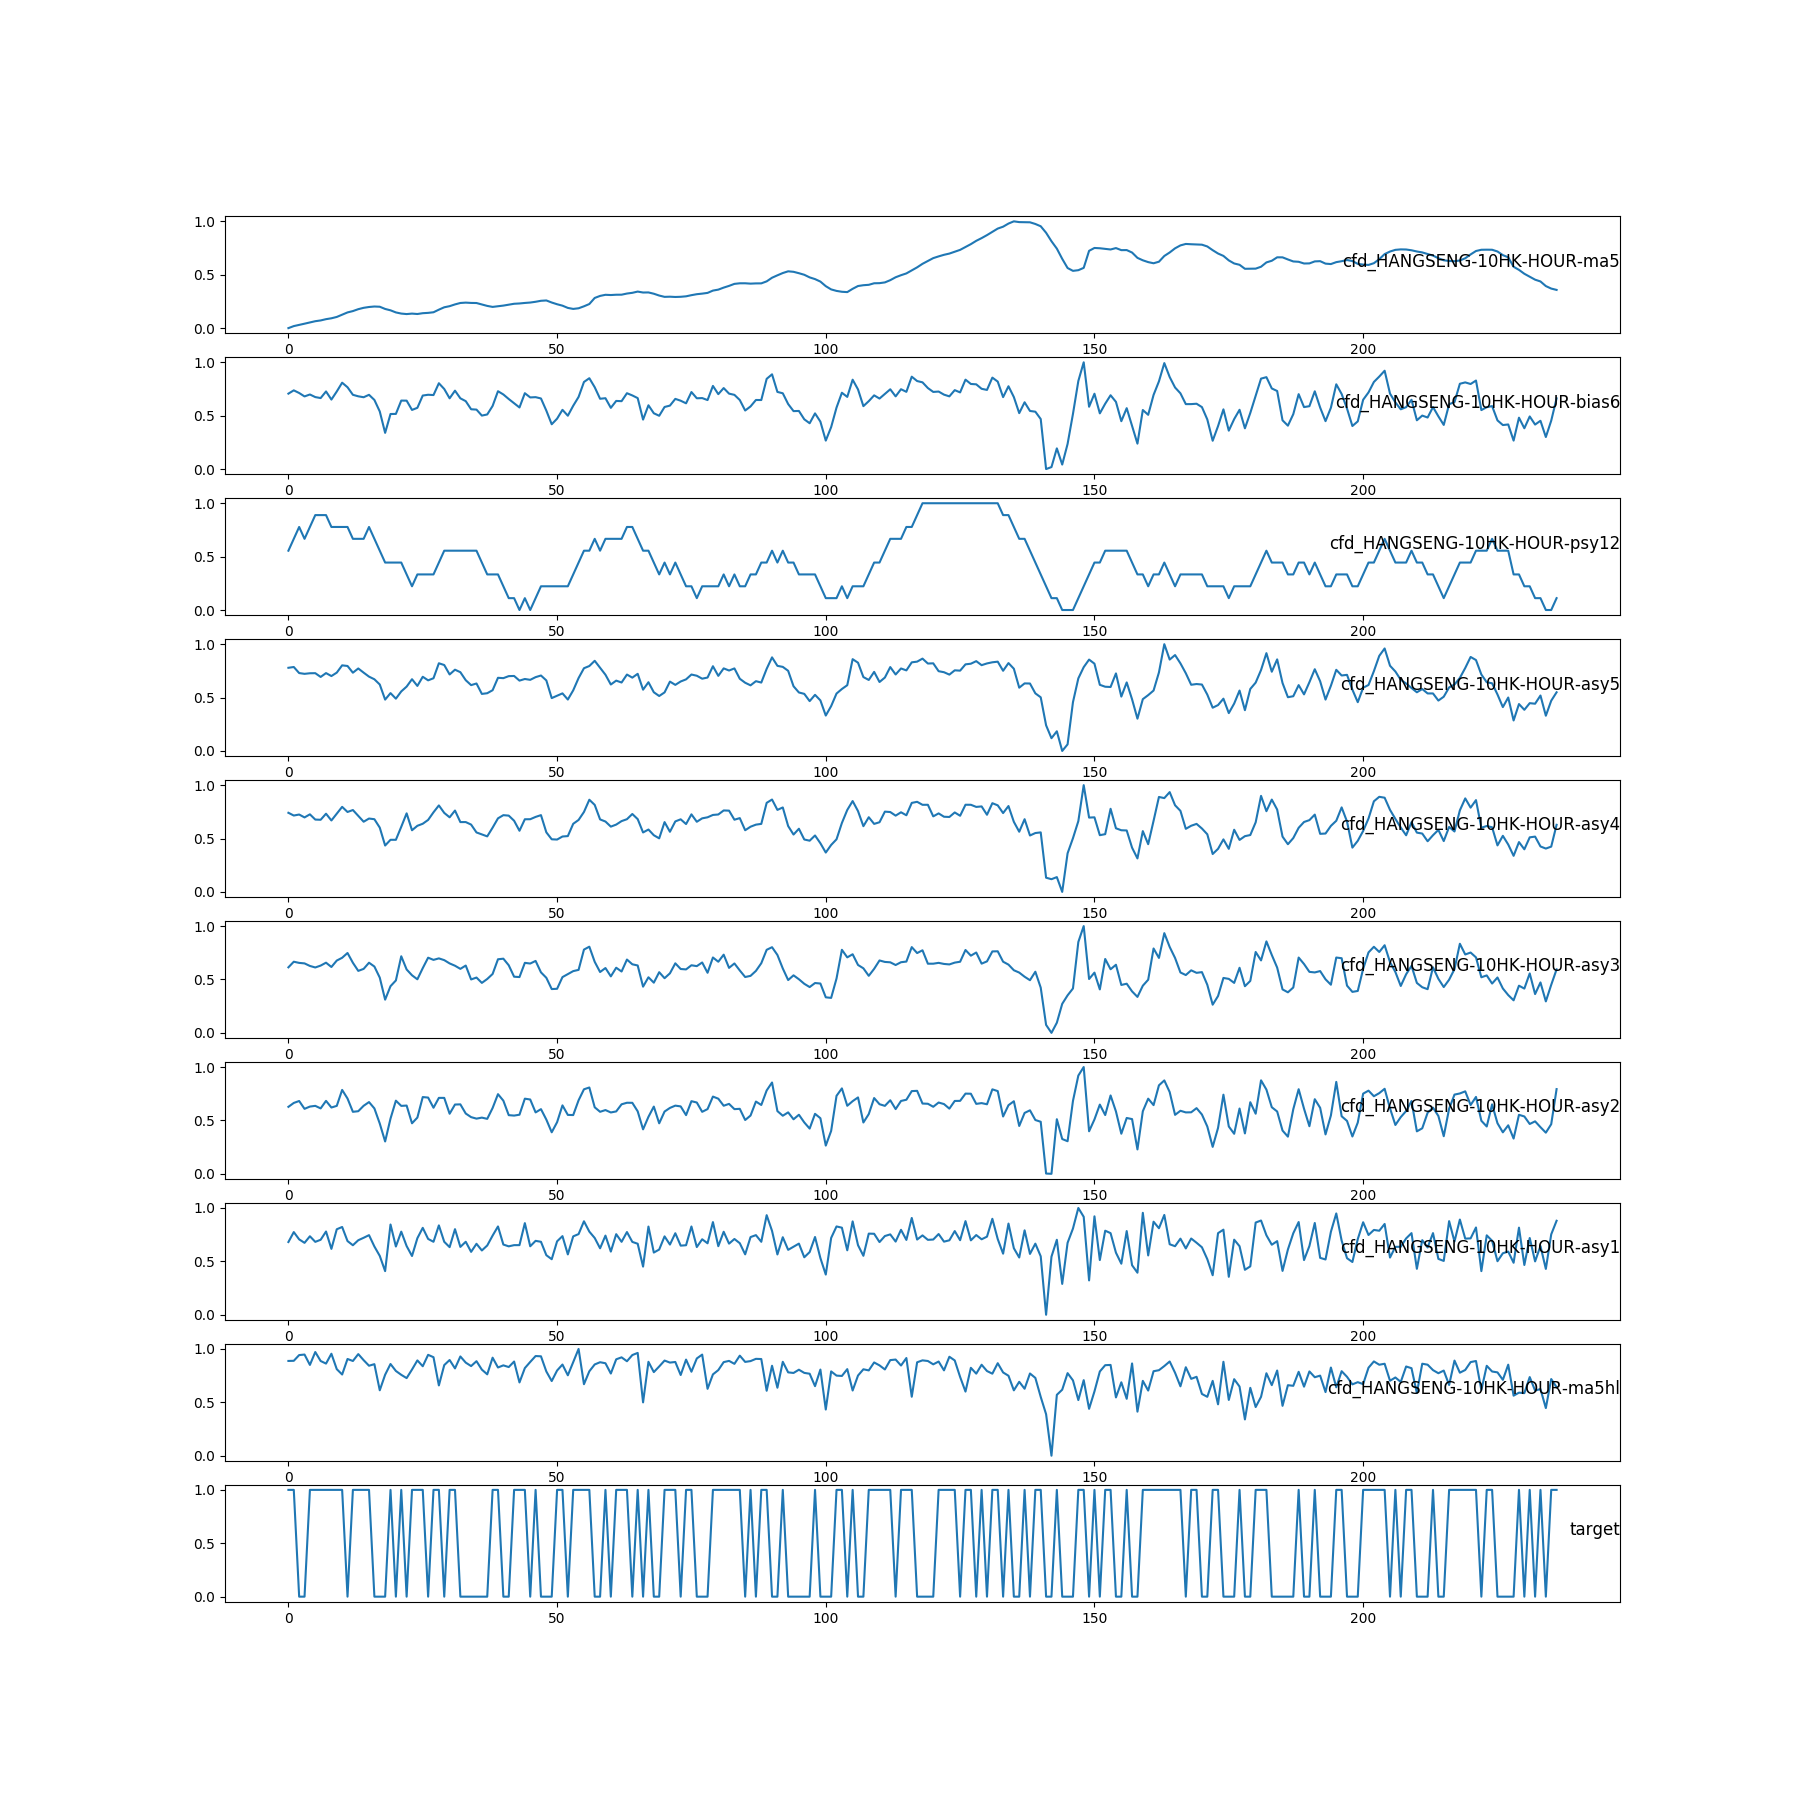 1.0
cfd_HANGSENG-10HK-HOUR-ma5
0.5
0.0
0 50 100 150 200
1.0
cfd_HANGSENG-10HK-HOUR-bias6
0.5
0.0
0 50 100 150 200
1.0
cfd_HANGSENG-10HK-HOUR-psy12
0.5
0.0
0 50 100 150 200
1.0
cfd_HANGSENG-10HK-HOUR-asy5
0.5
0.0
0 50 100 150 200
1.0
cfd_HANGSENG-10HK-HOUR-asy4
0.5
0.0
0 50 100 150 200
1.0
cfd_HANGSENG-10HK-HOUR-asy3
0.5
0.0
0 50 100 150 200
1.0
cfd_HANGSENG-10HK-HOUR-asy2
0.5
0.0
0 50 100 150 200
1.0
cfd_HANGSENG-10HK-HOUR-asy1
0.5
0.0
0 50 100 150 200
1.0
cfd_HANGSENG-10HK-HOUR-ma5hl
0.5
0.0
0 50 100 150 200
1.0
target
0.5
0.0
0 50 100 150 200